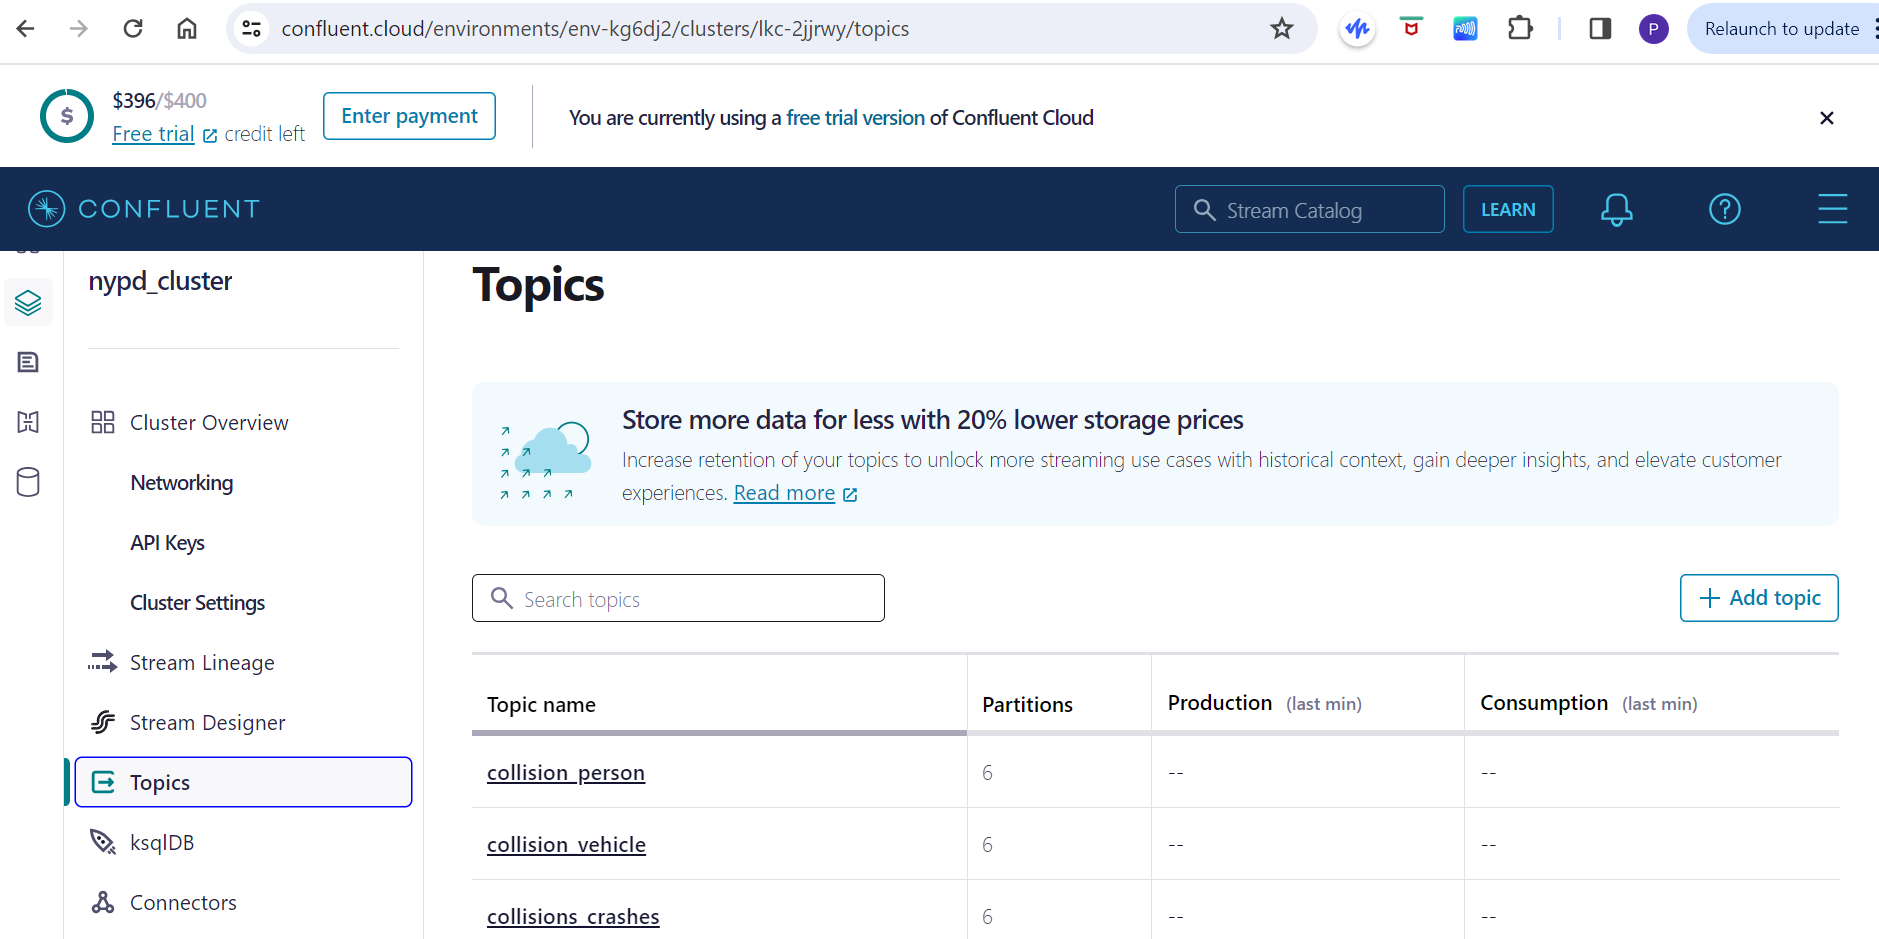 confluent.cloud/environments/env-kg6dj2/clusters/lkc-2jjrwy/topics
P
Relaunch to update
$
$396/$400
Free trial credit left
Enter payment
You are currently using a free trial version of Confluent Cloud
CONFLUENT
Stream Catalog
LEARN
nypd_cluster
Cluster Overview
Networking
API Keys
Cluster Settings
Stream Lineage
Stream Designer
Topics
ksqlDB
Connectors
Topics
Store more data for less with 20% lower storage prices
Increase retention of your topics to unlock more streaming use cases with historical context, gain deeper insights, and elevate customer
experiences. Read more
Search topics
Add topic
Topic name Partitions Production (last min) Consumption (last min)
collision_person 6 -- --
collision_vehicle 6 -- --
collisions_crashes 6 -- --